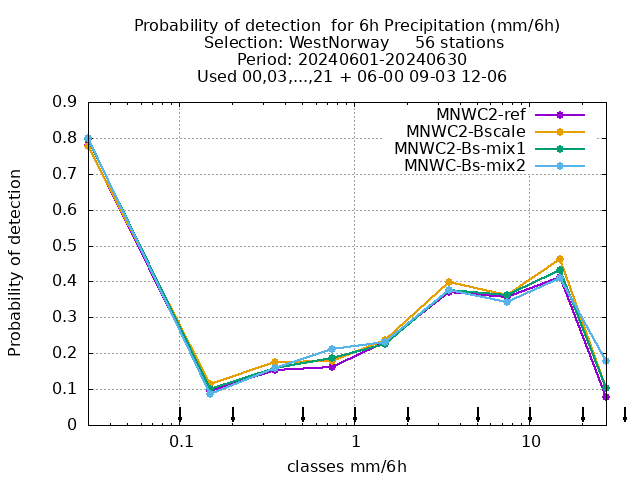 Probability of detection  for 6h Precipitation (mm/6h)
Selection: WestNorway     56 stations
Period: 20240601-20240630
Used 00,03,...,21 + 06-00 09-03 12-06
MNWC2-ref
MNWC2-Bscale
MNWC2-Bs-mix1
MNWC-Bs-mix2
Probability of detection
0.9
0.8
0.7
0.6
0.5
0.4
0.3
0.2
0.1
0
0.1
1
10
classes mm/6h